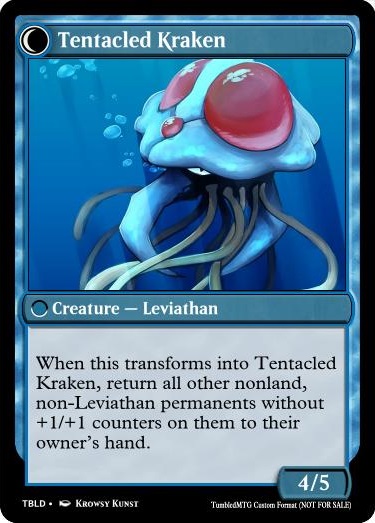 Tentacled Kraken
Creature — Leviathan
When this transforms into Tentacled
Kraken, return all other nonland,
non-Leviathan permanents without
+1/+1 counters on them to their
owner's hand.
4/5
TBLD • Krowsy Kunst
TumbledMTG Custom Format (NOT FOR SALE)